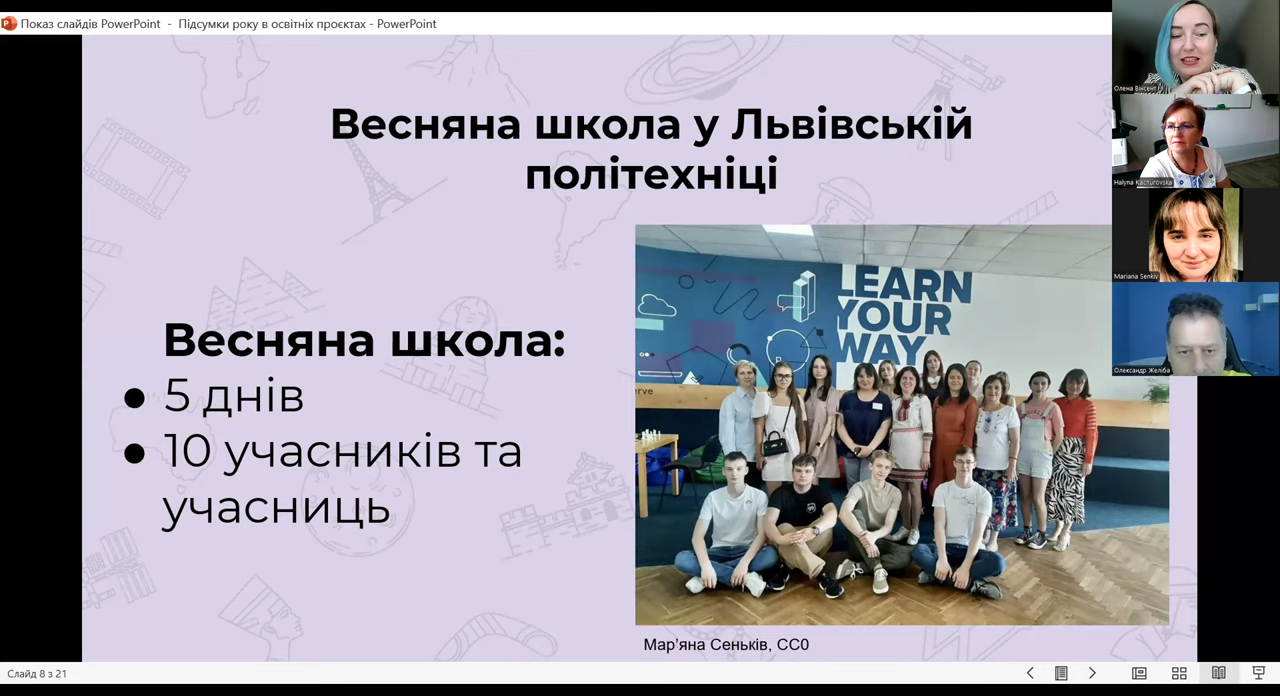 Показ слайдів PowerPoint - Підсумки року в освітніх проєктах - PowerPoint
Весняна школа у Львівській
політехніці
Весняна школа:
● 5 днів
● 10 учасників та
учасниць
LEARN
YOUR
WAY
erve
Мар’яна Сеньків, CC0
Олена Вінсент
Halyna Kachurovska
Mariana Senkiv
Олександр Желіба
Слайд 8 з 21